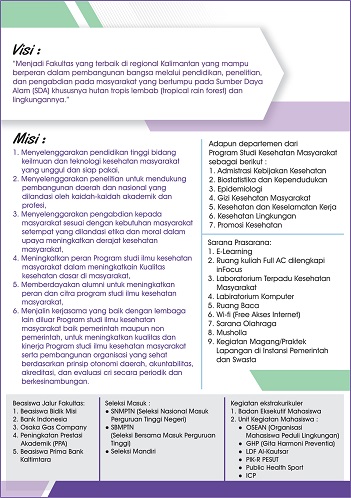 Visi :
"Menjadi Fakultas yang terbaik di regional Kalimantan yang mampu
berperan dalam pembangunan bangsa melalui pendidikan, penelitian,
dan pengabdian pada masyarakat yang bertumpu pada Sumber Daya
Alam (SDA) khususnya hutan tropis lembab (tropical rain forest) dan
lingkungannya."
Misi :
1. Menyelenggarakan pendidikan tinggi bidang
keilmuan dan teknologi kesehatan masyarakat
yang unggul dan siap pakai,
2. Menyelenggarakan penelitian untuk mendukung
pembangunan daerah dan nasional yang
dilandasi oleh kaidah-kaidah akademik dan
profesi,
3. Menyelenggarakan pengabdian kepada
masyarakat sesuai dengan kebutuhan masyarakat
setempat yang dilandasi etika dan moral dalam
upaya meningkatkan derajat kesehatan
masyarakat,
4. Meningkatkan peran Program studi ilmu kesehatan
masyarakat dalam meningkatkain Kualitas
kesehatan dasar di masyarakat,
5. Memberdayakan alumni untuk meningkatkan
peran dan citra program studi ilmu kesehatan
masyarakat,
6. Menjalin kerjasama yang baik dengan lembaga
lain diluar Program studi ilmu kesehatan
masyarakat baik pemerintah maupun non
pemerintah, untuk meningkatkan kualitas dan
kinerja Program studi ilmu kesehatan masyarakat
serta pembangunan organisasi yang sehat
berdasarkan prinsip otonomi daerah, akuntabilitas,
akreditasi, dan evaluasi diri secara periodik dan
berkesinambungan.
Adapun departemen dari
Program Studi Kesehatan Masyarakat
sebagai berikut :
1. Admistrasi Kebijakan Kesehatan
2. Biostatistika dan Kependudukan
3. Epidemiologi
4. Gizi Kesehatan Masyarakat
5. Kesehatan dan Keselamatan Kerja
6. Kesehatan Lingkungan
7. Promosi Kesehatan
Sarana Prasarana:
1. E-Learning
2. Ruang kuliah Full AC dilengkapi
inFocus
3. Laboratorium Terpadu Kesehatan
Masyarakat
4. Labiratorium Komputer
5. Ruang Baca
6. Wi-fi (Free Akses Internet)
7. Sarana Olahraga
8. Musholla
9. Kegiatan Magang/Praktek
Lapangan di Instansi Pemerintah
dan Swasta
Beasiswa Jalur Fakultas:
1. Beasiswa Bidik Misi
2. Bank Indonesia
3. Osaka Gas Company
4. Peningkatan Prestasi
Akademik (PPA)
5. Beasiswa Prima Bank
Kaltimtara
Seleksi Masuk :
• SNMPTN (Seleksi Nasional Masuk
Perguruan Tinggi Negeri)
• SBMPTN
(Seleksi Bersama Masuk Perguruan
Tinggi)
• Seleksi Mandiri
Kegiatan ekstrakurikuler
1. Badan Eksekutif Mahasiswa
2. Unit Kegiatan Mahasiswa :
• OSEAN (Organisasi
Mahasiswa Peduli Lingkungan)
• GHP (Gita Harmoni Preventia)
• LDF Al-Kautsar
• PIK-R PESUT
• Public Health Sport
• ICP